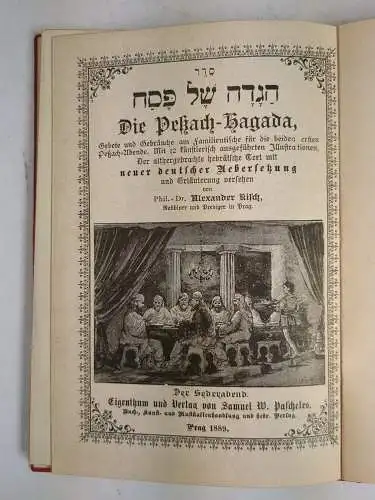 סדר
הגדה של פסח
Die Peßach-Hagada,
Gebete und Gebräuche am Familientische für die beiden ersten
Peßach-Abende. Mit 12 künstlerisch ausgeführten Illustrationen.
Der althergebrachte hebräische Text mit
neuer deutscher Uebersetzung
und Erläuterung versehen
von
Phil.-Dr. Alexander Kisch,
Rabbiner und Prediger in Prag.
Der Sederabend.
Eigenthum und Verlag von Samuel W. Pascheles.
Buch-, Kunst- und Musikalienhandlung und hebr. Verlag.
Prag 1889.